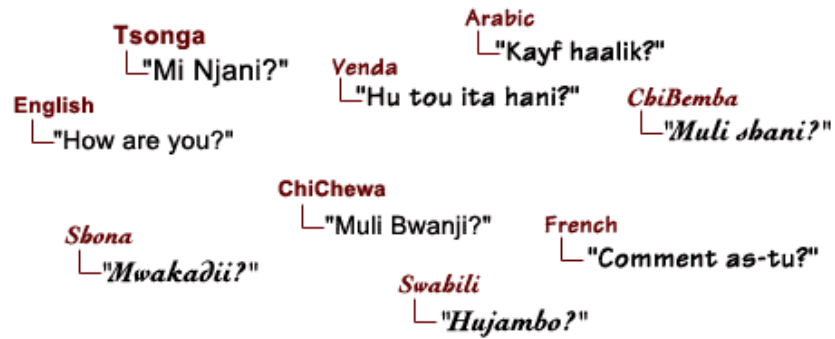 Arabic
"Kayf haalik?"
Tsonga
"Mi Njani?"
Venda
"Hu tou ita hani?"
English
"How are you?"
ChiBemba
"Muli shani?"
ChiChewa
"Muli Bwanji?"
Shona
"Mwakadii?"
French
"Comment as-tu?"
Swahili
"Hujambo?"